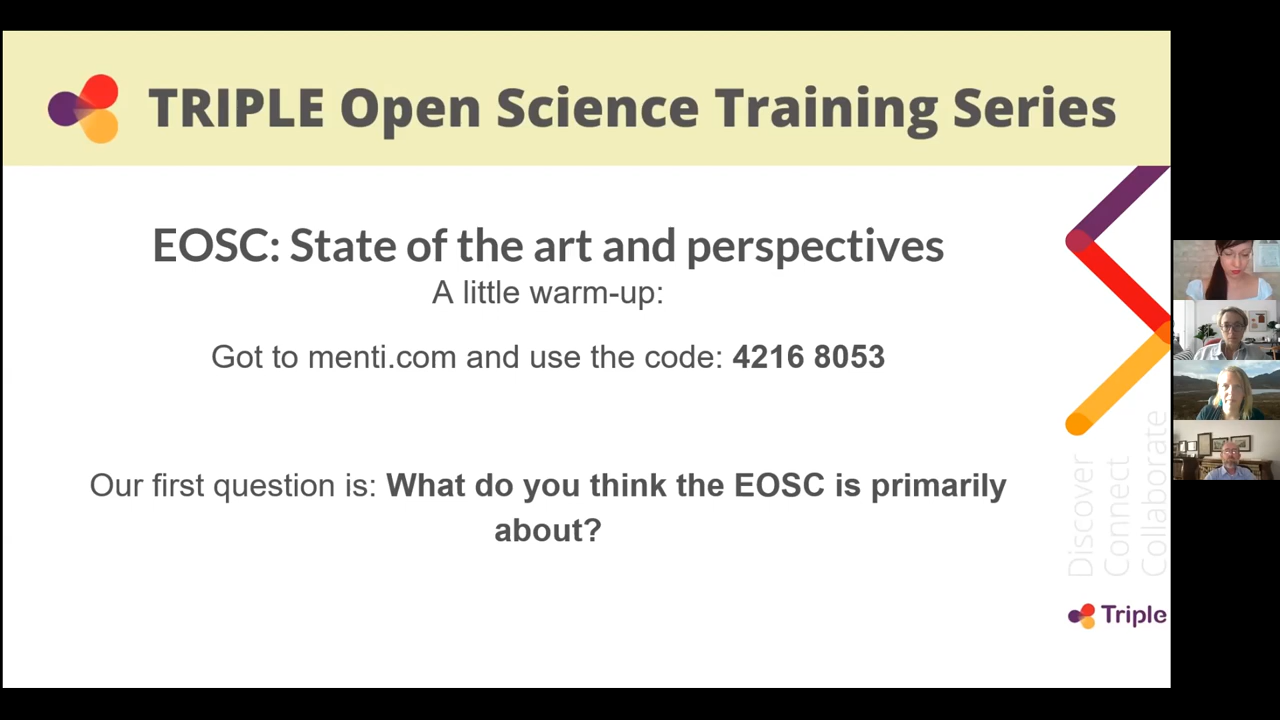 TRIPLE Open Science Training Series
EOSC: State of the art and perspectives
A little warm-up:
Got to menti.com and use the code: 4216 8053
Our first question is: What do you think the EOSC is primarily
about?
Discover
Connect
Collaborate
Triple